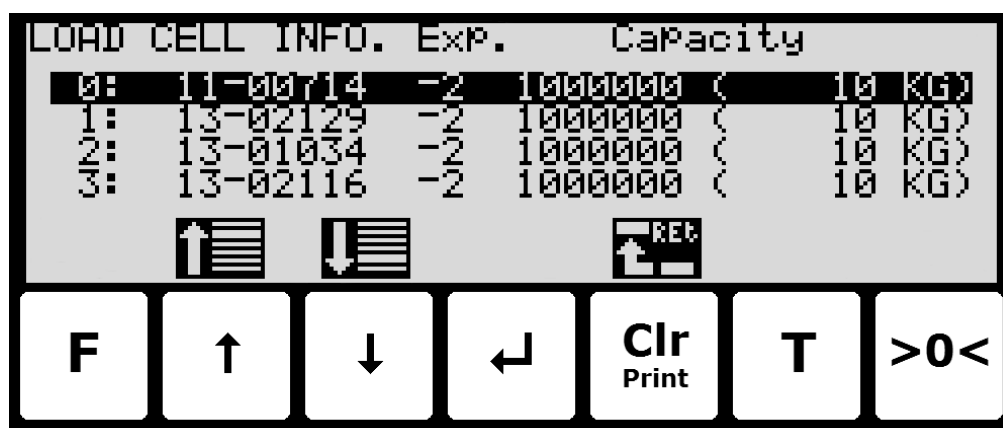 LOAD CELL INFO. Exp. Capacity
0: 11-00714 -2 1000000 ( 10 KG)
1: 13-02129 -2 1000000 ( 10 KG)
2: 13-01034 -2 1000000 ( 10 KG)
3: 13-02116 -2 1000000 ( 10 KG)
RET
F ↑ ↓ ↵ Clr T >0<
Print